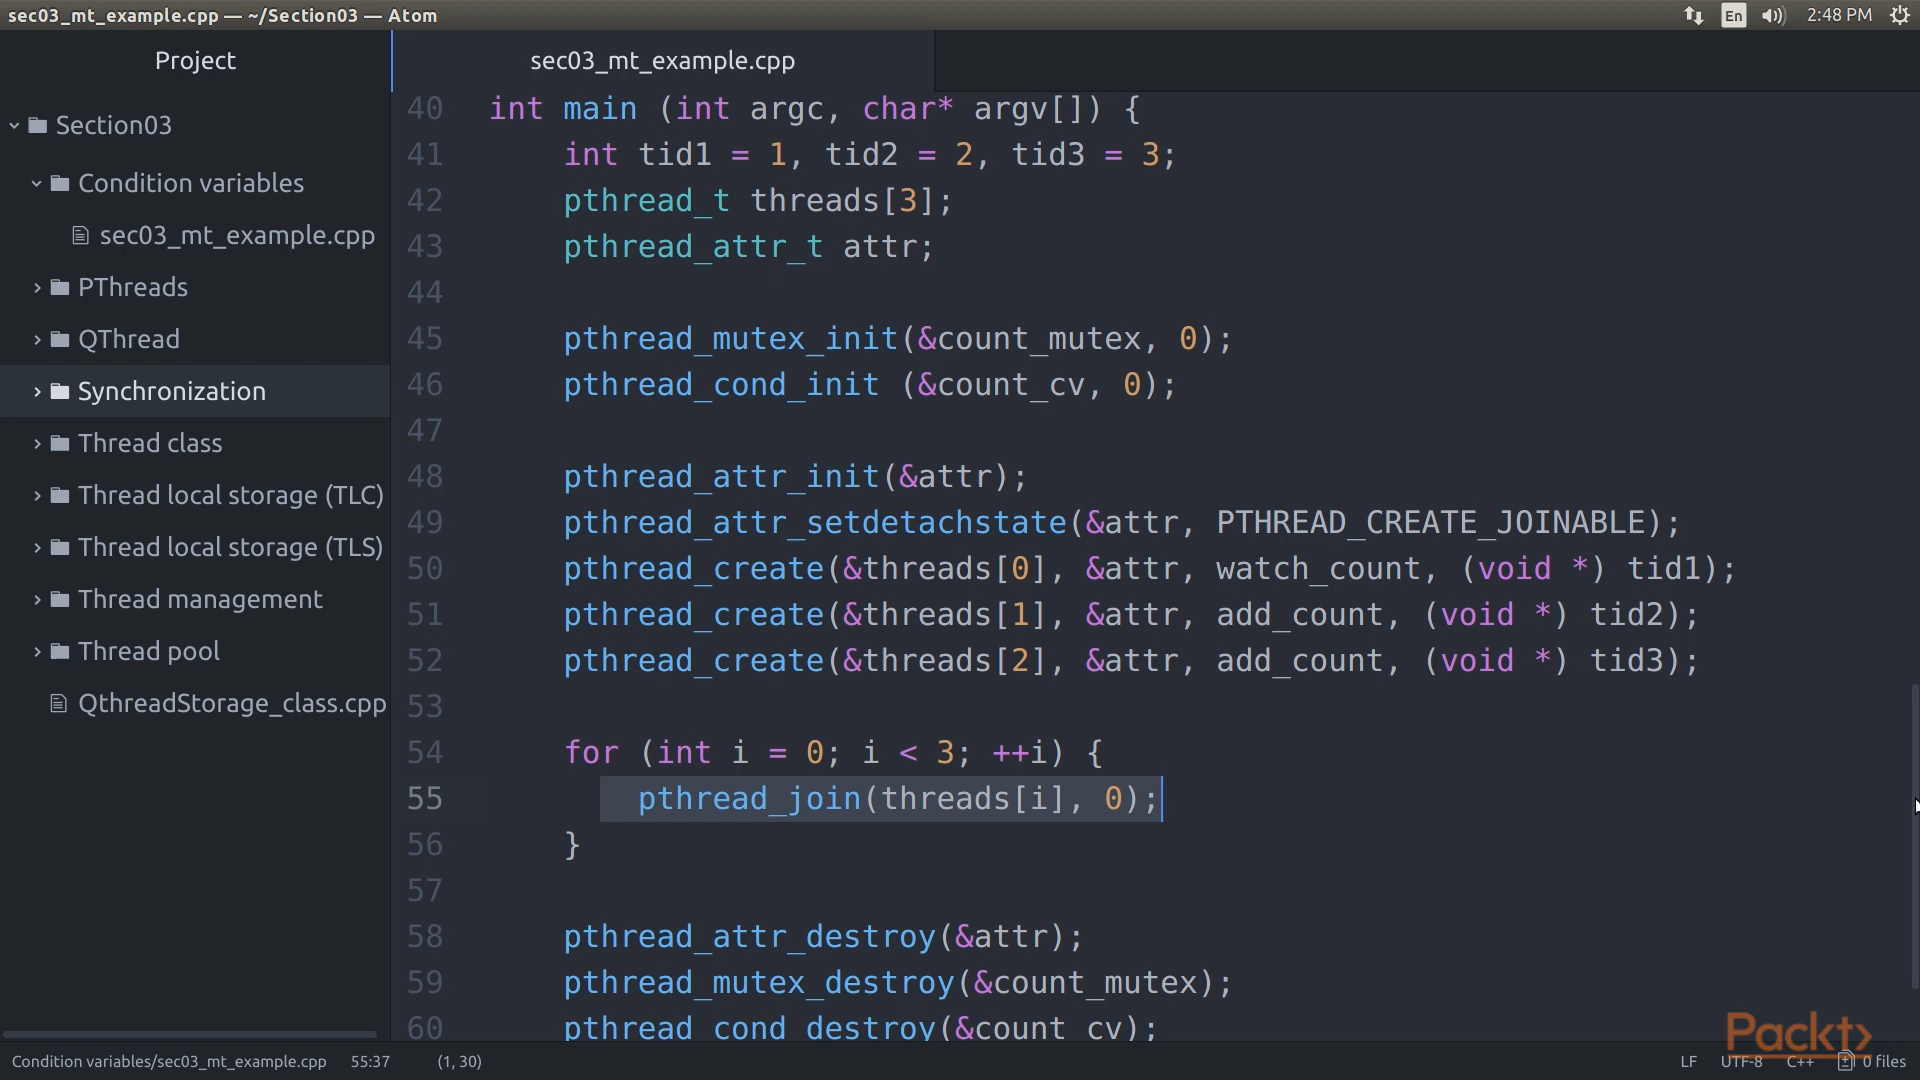 sec03_mt_example.cpp — ~/Section03 — Atom
En
2:48 PM
Project
Section03
Condition variables
sec03_mt_example.cpp
PThreads
QThread
Synchronization
Thread class
Thread local storage (TLC)
Thread local storage (TLS)
Thread management
Thread pool
QthreadStorage_class.cpp
sec03_mt_example.cpp
40 int main (int argc, char* argv[]) {
41 int tid1 = 1, tid2 = 2, tid3 = 3;
42 pthread_t threads[3];
43 pthread_attr_t attr;
44
45 pthread_mutex_init(&count_mutex, 0);
46 pthread_cond_init (&count_cv, 0);
47
48 pthread_attr_init(&attr);
49 pthread_attr_setdetachstate(&attr, PTHREAD_CREATE_JOINABLE);
50 pthread_create(&threads[0], &attr, watch_count, (void *) tid1);
51 pthread_create(&threads[1], &attr, add_count, (void *) tid2);
52 pthread_create(&threads[2], &attr, add_count, (void *) tid3);
53
54 for (int i = 0; i < 3; ++i) {
55 pthread_join(threads[i], 0);
56 }
57
58 pthread_attr_destroy(&attr);
59 pthread_mutex_destroy(&count_mutex);
60 pthread_cond_destroy(&count_cv);
Packt>
Condition variables/sec03_mt_example.cpp 55:37 (1, 30)
LF UTF-8 C++ 0 files